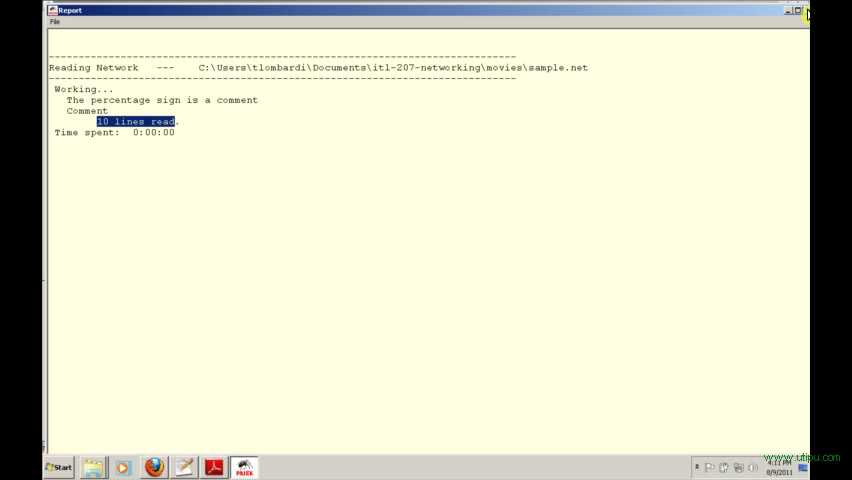 Report
File
-------------------------------------------------------------------------------
Reading Network --- C:\Users\tlombardi\Documents\itl-207-networking\movies\sample.net
-------------------------------------------------------------------------------
Working...
The percentage sign is a comment
Comment
10 lines read.
Time spent: 0:00:00
Start
PAJEK
4:11 PM
www.utipu.com
8/9/2011